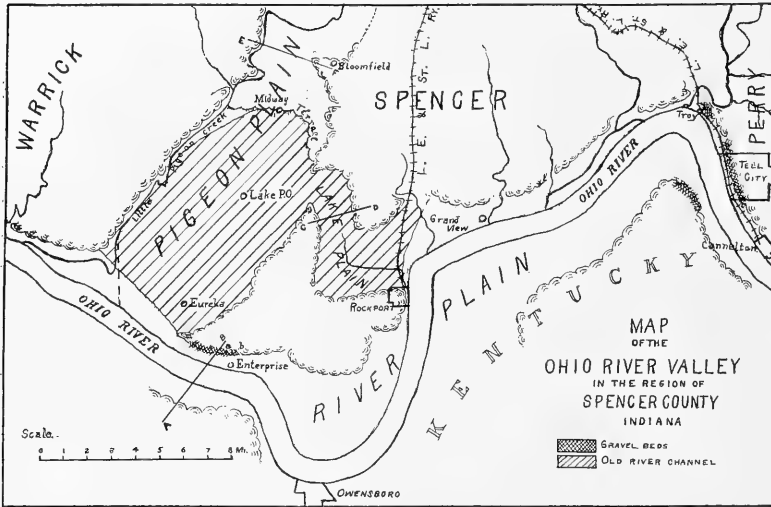 WARRICK
E
Bloomfield
Midway
SPENCER
L. E. & ST. L. RY.
L. E. & ST. L. RY.
Troy
PERRY
TELL CITY
Cannelton
Little Pigeon Creek
PIGEON PLAIN
Lake P.O.
LAKE PLAIN
C
D
Grand View
OHIO RIVER
ROCKPORT
Eureka
OHIO RIVER
B
a
b
Enterprise
A
RIVER PLAIN
KENTUCKY
OWENSBORO
MAP
OF THE
OHIO RIVER VALLEY
IN THE REGION OF
SPENCER COUNTY
INDIANA
GRAVEL BEDS
OLD RIVER CHANNEL
Scale.
0 1 2 3 4 5 6 7 8 Mi.